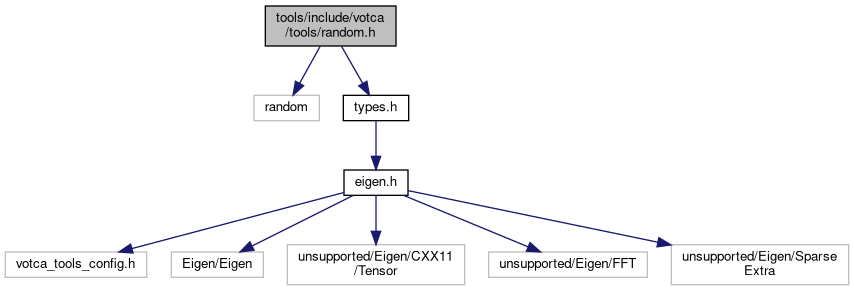 tools/include/votca
/tools/random.h
random
types.h
eigen.h
votca_tools_config.h
Eigen/Eigen
unsupported/Eigen/CXX11
/Tensor
unsupported/Eigen/FFT
unsupported/Eigen/Sparse
Extra